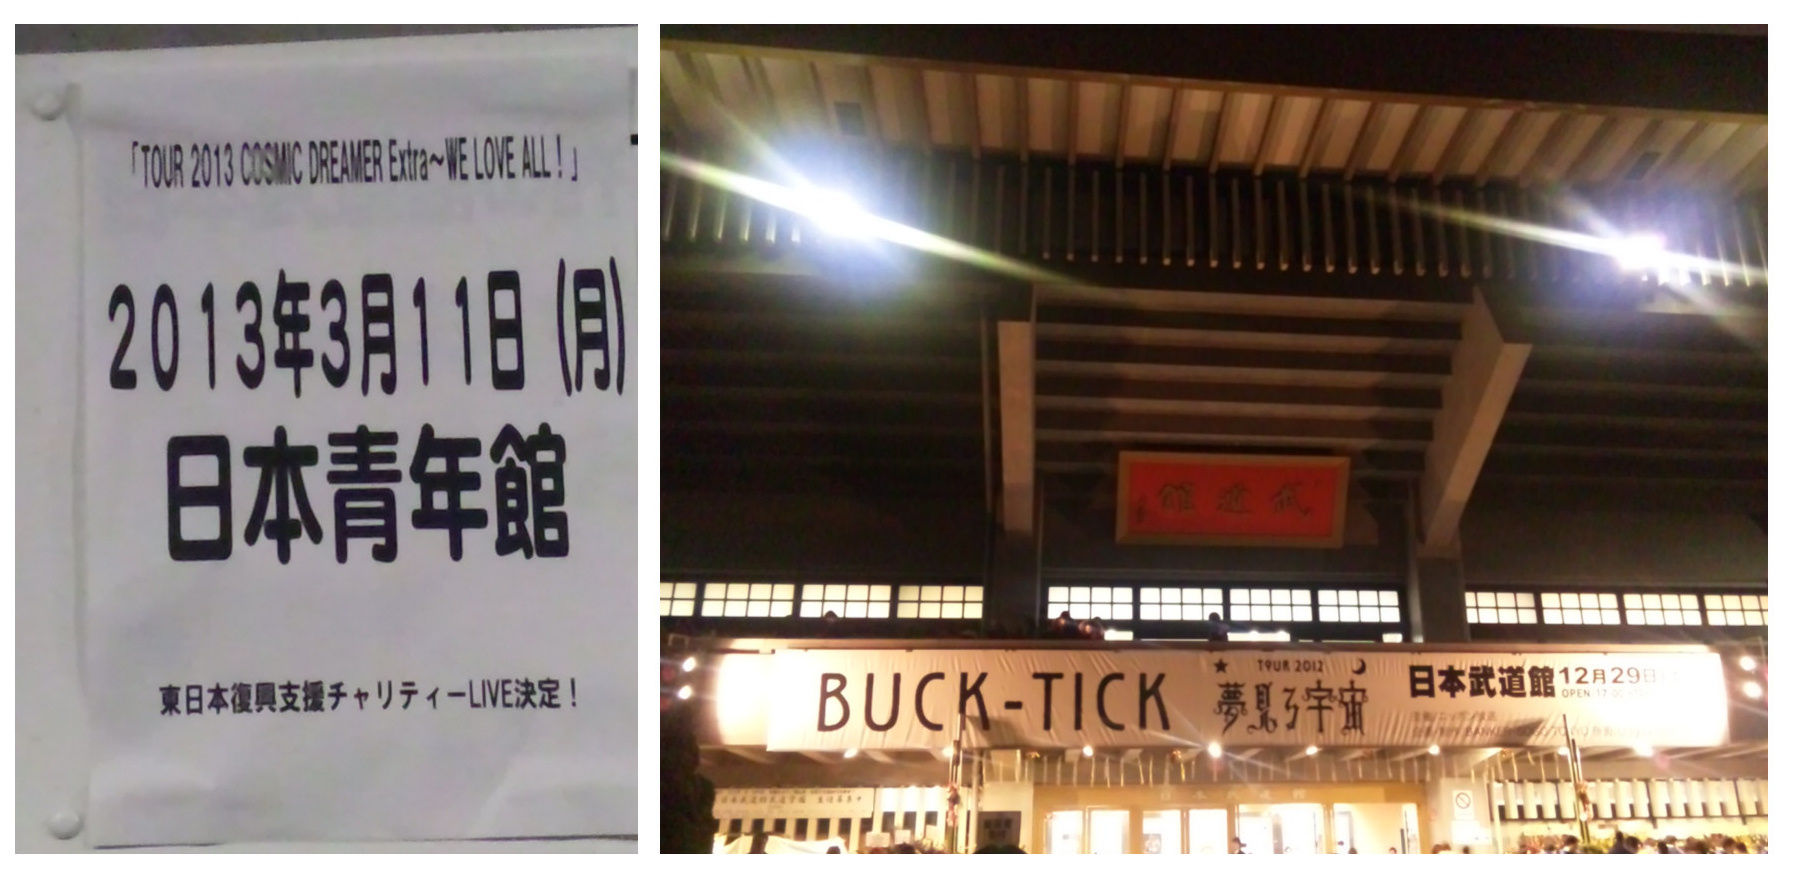 「TOUR 2013 COSMIC DREAMER Extra～WE LOVE ALL！」
２０１３年３月１１日（月）
日本青年館
東日本復興支援チャリティーLIVE決定！
武道館
BUCK-TICK
TOUR 2012
夢見る宇宙
日本武道館 12月29日
OPEN 17:00